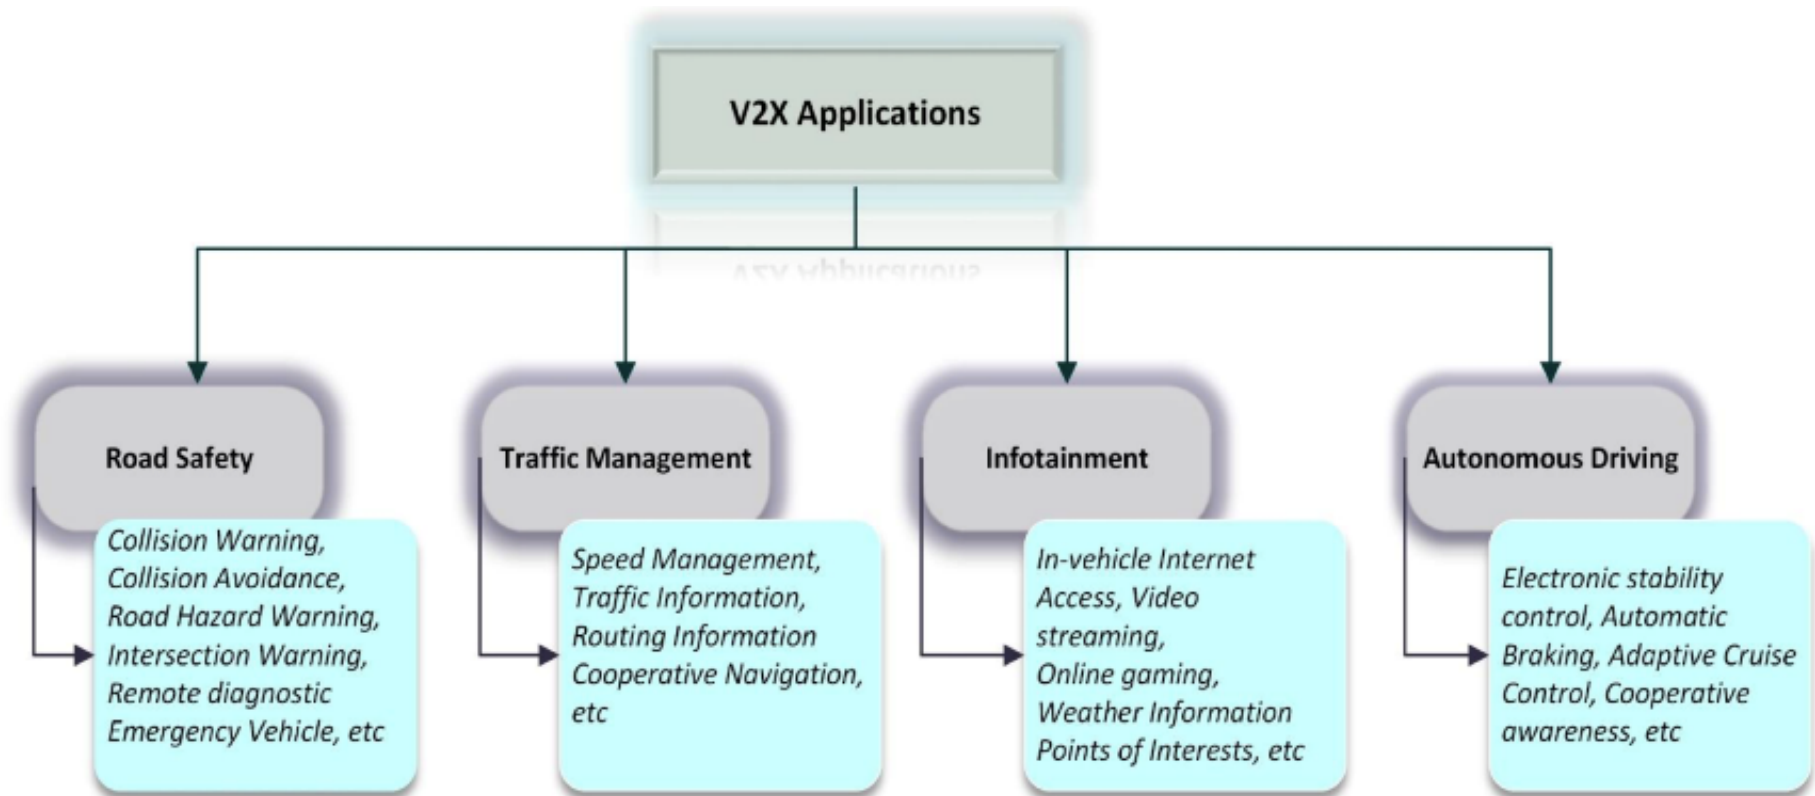 V2X Applications
Road Safety
Collision Warning,
Collision Avoidance,
Road Hazard Warning,
Intersection Warning,
Remote diagnostic
Emergency Vehicle, etc
Traffic Management
Speed Management,
Traffic Information,
Routing Information
Cooperative Navigation,
etc
Infotainment
In-vehicle Internet
Access, Video
streaming,
Online gaming,
Weather Information
Points of Interests, etc
Autonomous Driving
Electronic stability
control, Automatic
Braking, Adaptive Cruise
Control, Cooperative
awareness, etc